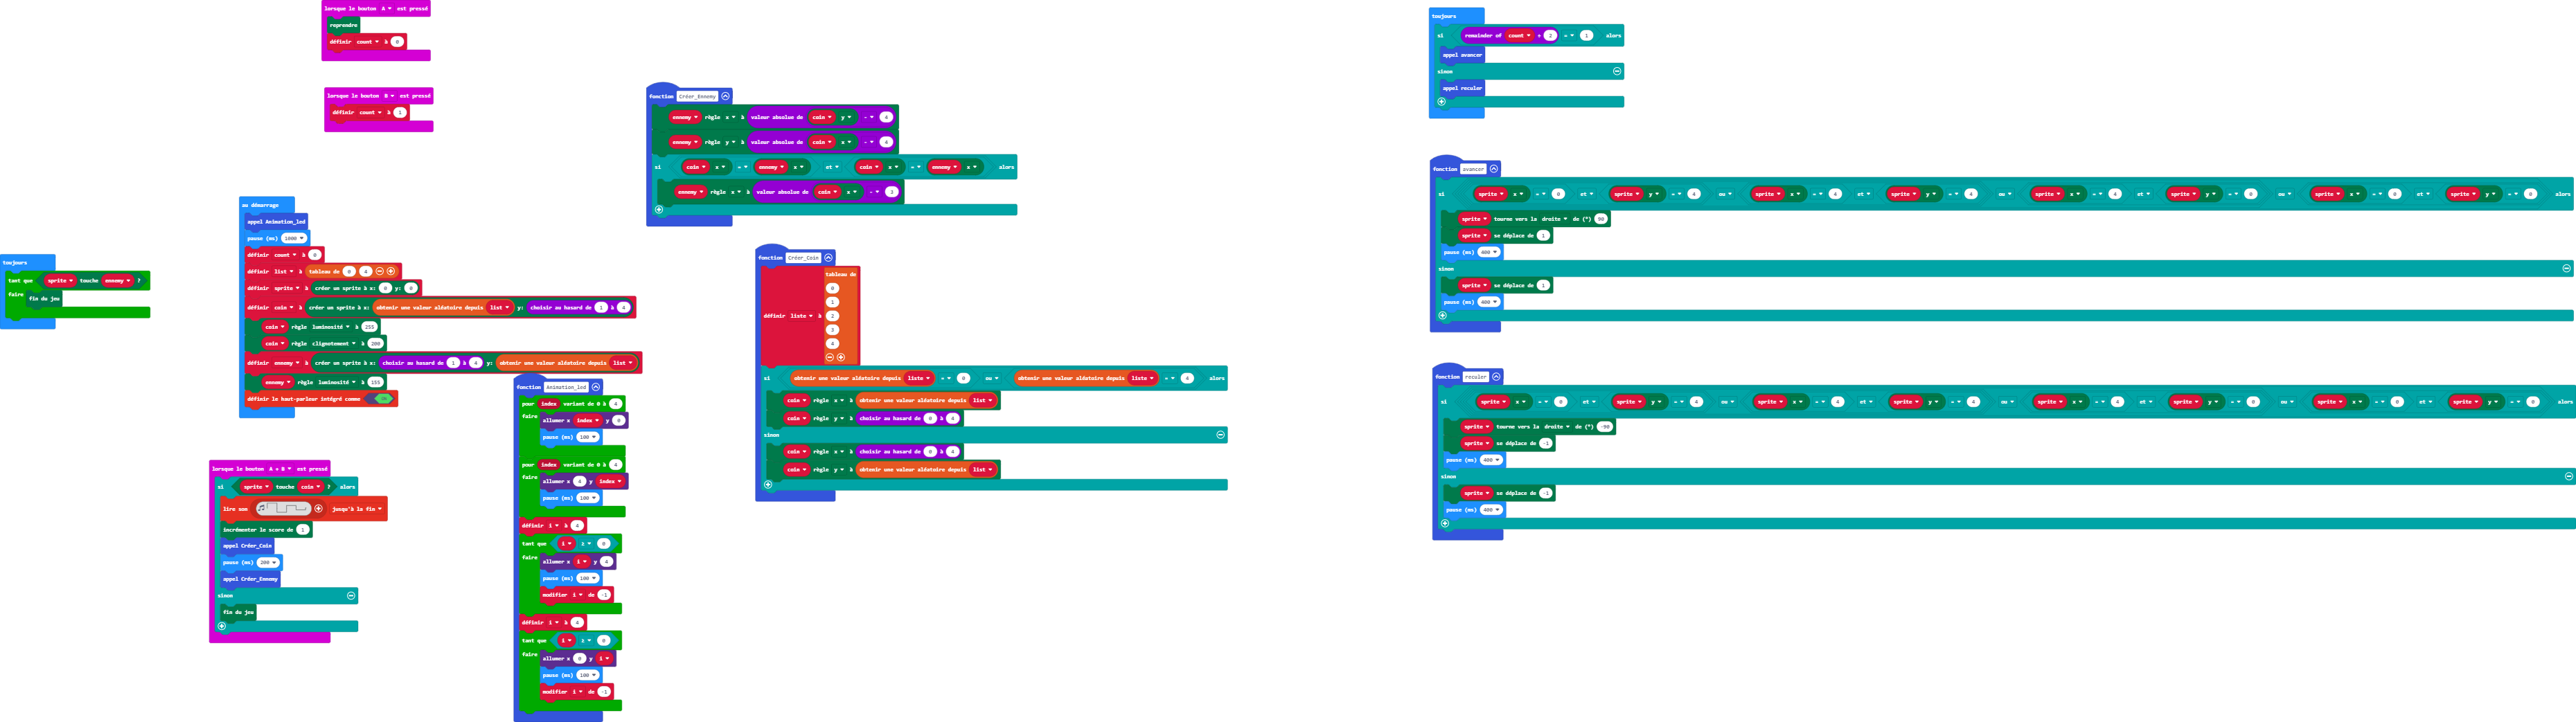 lorsque le bouton A est pressé
reprendre
définir count à 0
lorsque le bouton B est pressé
définir count à 1
toujours
tant que sprite touche ennemy ?
faire
fin du jeu
au démarrage
appel Animation_led
pause (ms) 1000
définir count à 0
définir list à tableau de 0 4
définir sprite à créer un sprite à x: 0 y: 0
définir coin à créer un sprite à x: obtenir une valeur aléatoire depuis list y: choisir au hasard de 1 à 4
coin règle luminosité à 255
coin règle clignotement à 200
définir ennemy à créer un sprite à x: choisir au hasard de 1 à 4 y: obtenir une valeur aléatoire depuis list
ennemy règle luminosité à 155
définir le haut-parleur intégré comme
lorsque le bouton A + B est pressé
si sprite touche coin ? alors
lire son jusqu'à la fin
incrémenter le score de 1
appel Créer_Coin
pause (ms) 200
appel Créer_Ennemy
sinon
fin du jeu
fonction Animation_led
pour index variant de 0 à 4
faire
allumer x index y 0
pause (ms) 100
pour index variant de 0 à 4
faire
allumer x 4 y index
pause (ms) 100
définir i à 4
tant que i ≥ 0
faire
allumer x i y 4
pause (ms) 100
modifier i de -1
définir i à 4
tant que i ≥ 0
faire
allumer x 0 y i
pause (ms) 100
modifier i de -1
fonction Créer_Ennemy
ennemy règle x à valeur absolue de coin y - 4
ennemy règle y à valeur absolue de coin x - 4
si coin x = ennemy x et coin x = ennemy x alors
ennemy règle x à valeur absolue de coin x -
fonction Créer_Coin
définir liste à
tableau de
0
1
2
3
4
si obtenir une valeur aléatoire depuis liste = 0 ou obtenir une valeur aléatoire depuis liste = 4 alors
coin règle x à obtenir une valeur aléatoire depuis list
coin règle y à choisir au hasard de 0 à 4
sinon
coin règle x à choisir au hasard de 0 à 4
coin règle y à obtenir une valeur aléatoire depuis list
toujours
si remainder of count ÷ 2 = 1 alors
appel avancer
sinon
appel reculer
fonction avancer
si sprite x = 0 et sprite y = 4 ou sprite x = 4 et sprite y = 4 ou sprite x = 4 et sprite y = 0 ou sprite x = 0 et sprite y = 0 alors
sprite tourne vers la droite de (°) 90
sprite se déplace de 1
pause (ms) 400
sinon
sprite se déplace de 1
pause (ms) 400
fonction reculer
si sprite x = 0 et sprite y = 4 ou sprite x = 4 et sprite y = 4 ou sprite x = 4 et sprite y = 0 ou sprite x = 0 et sprite y = 0 alors
sprite tourne vers la droite de (°) -90
sprite se déplace de -1
pause (ms) 400
sinon
sprite se déplace de -1
pause (ms) 400